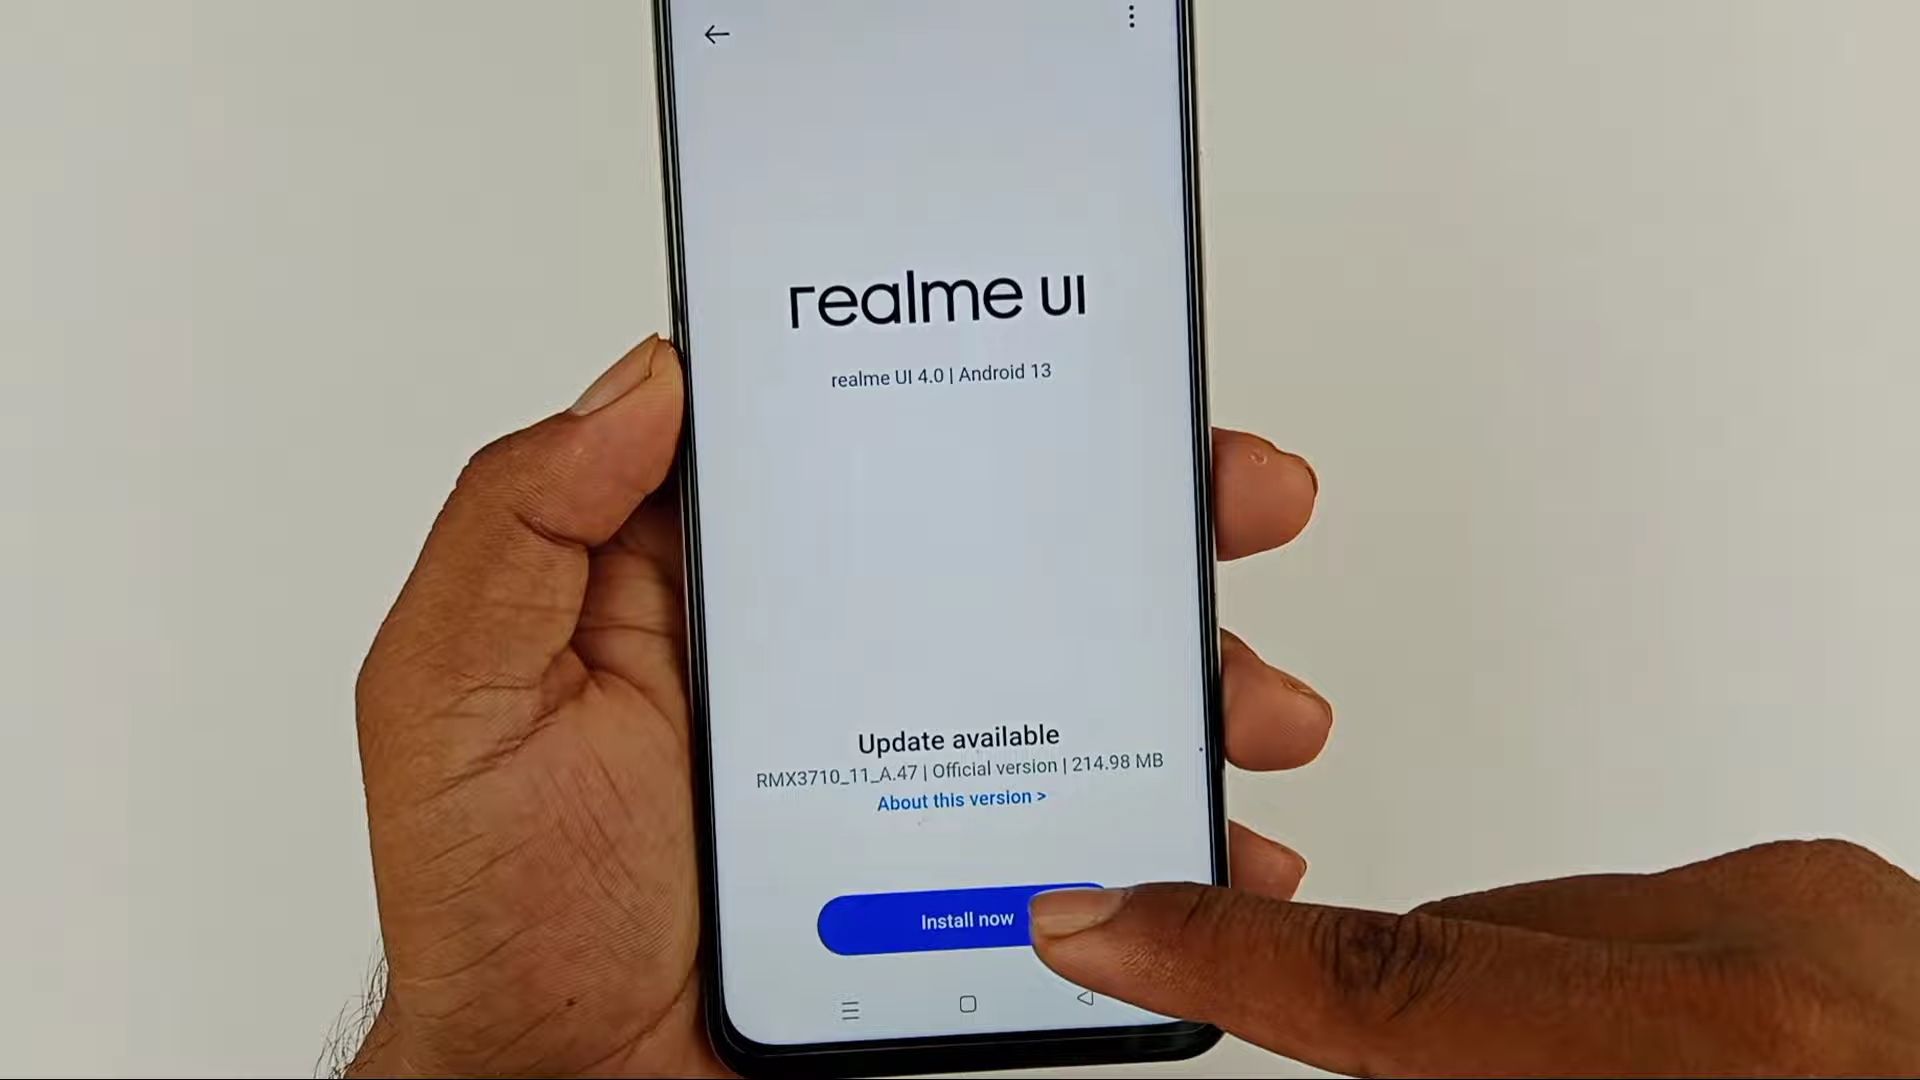 realme UI
realme UI 4.0 | Android 13
Update available
RMX3710_11_A.47 | Official version | 214.98 MB
About this version >
Install now